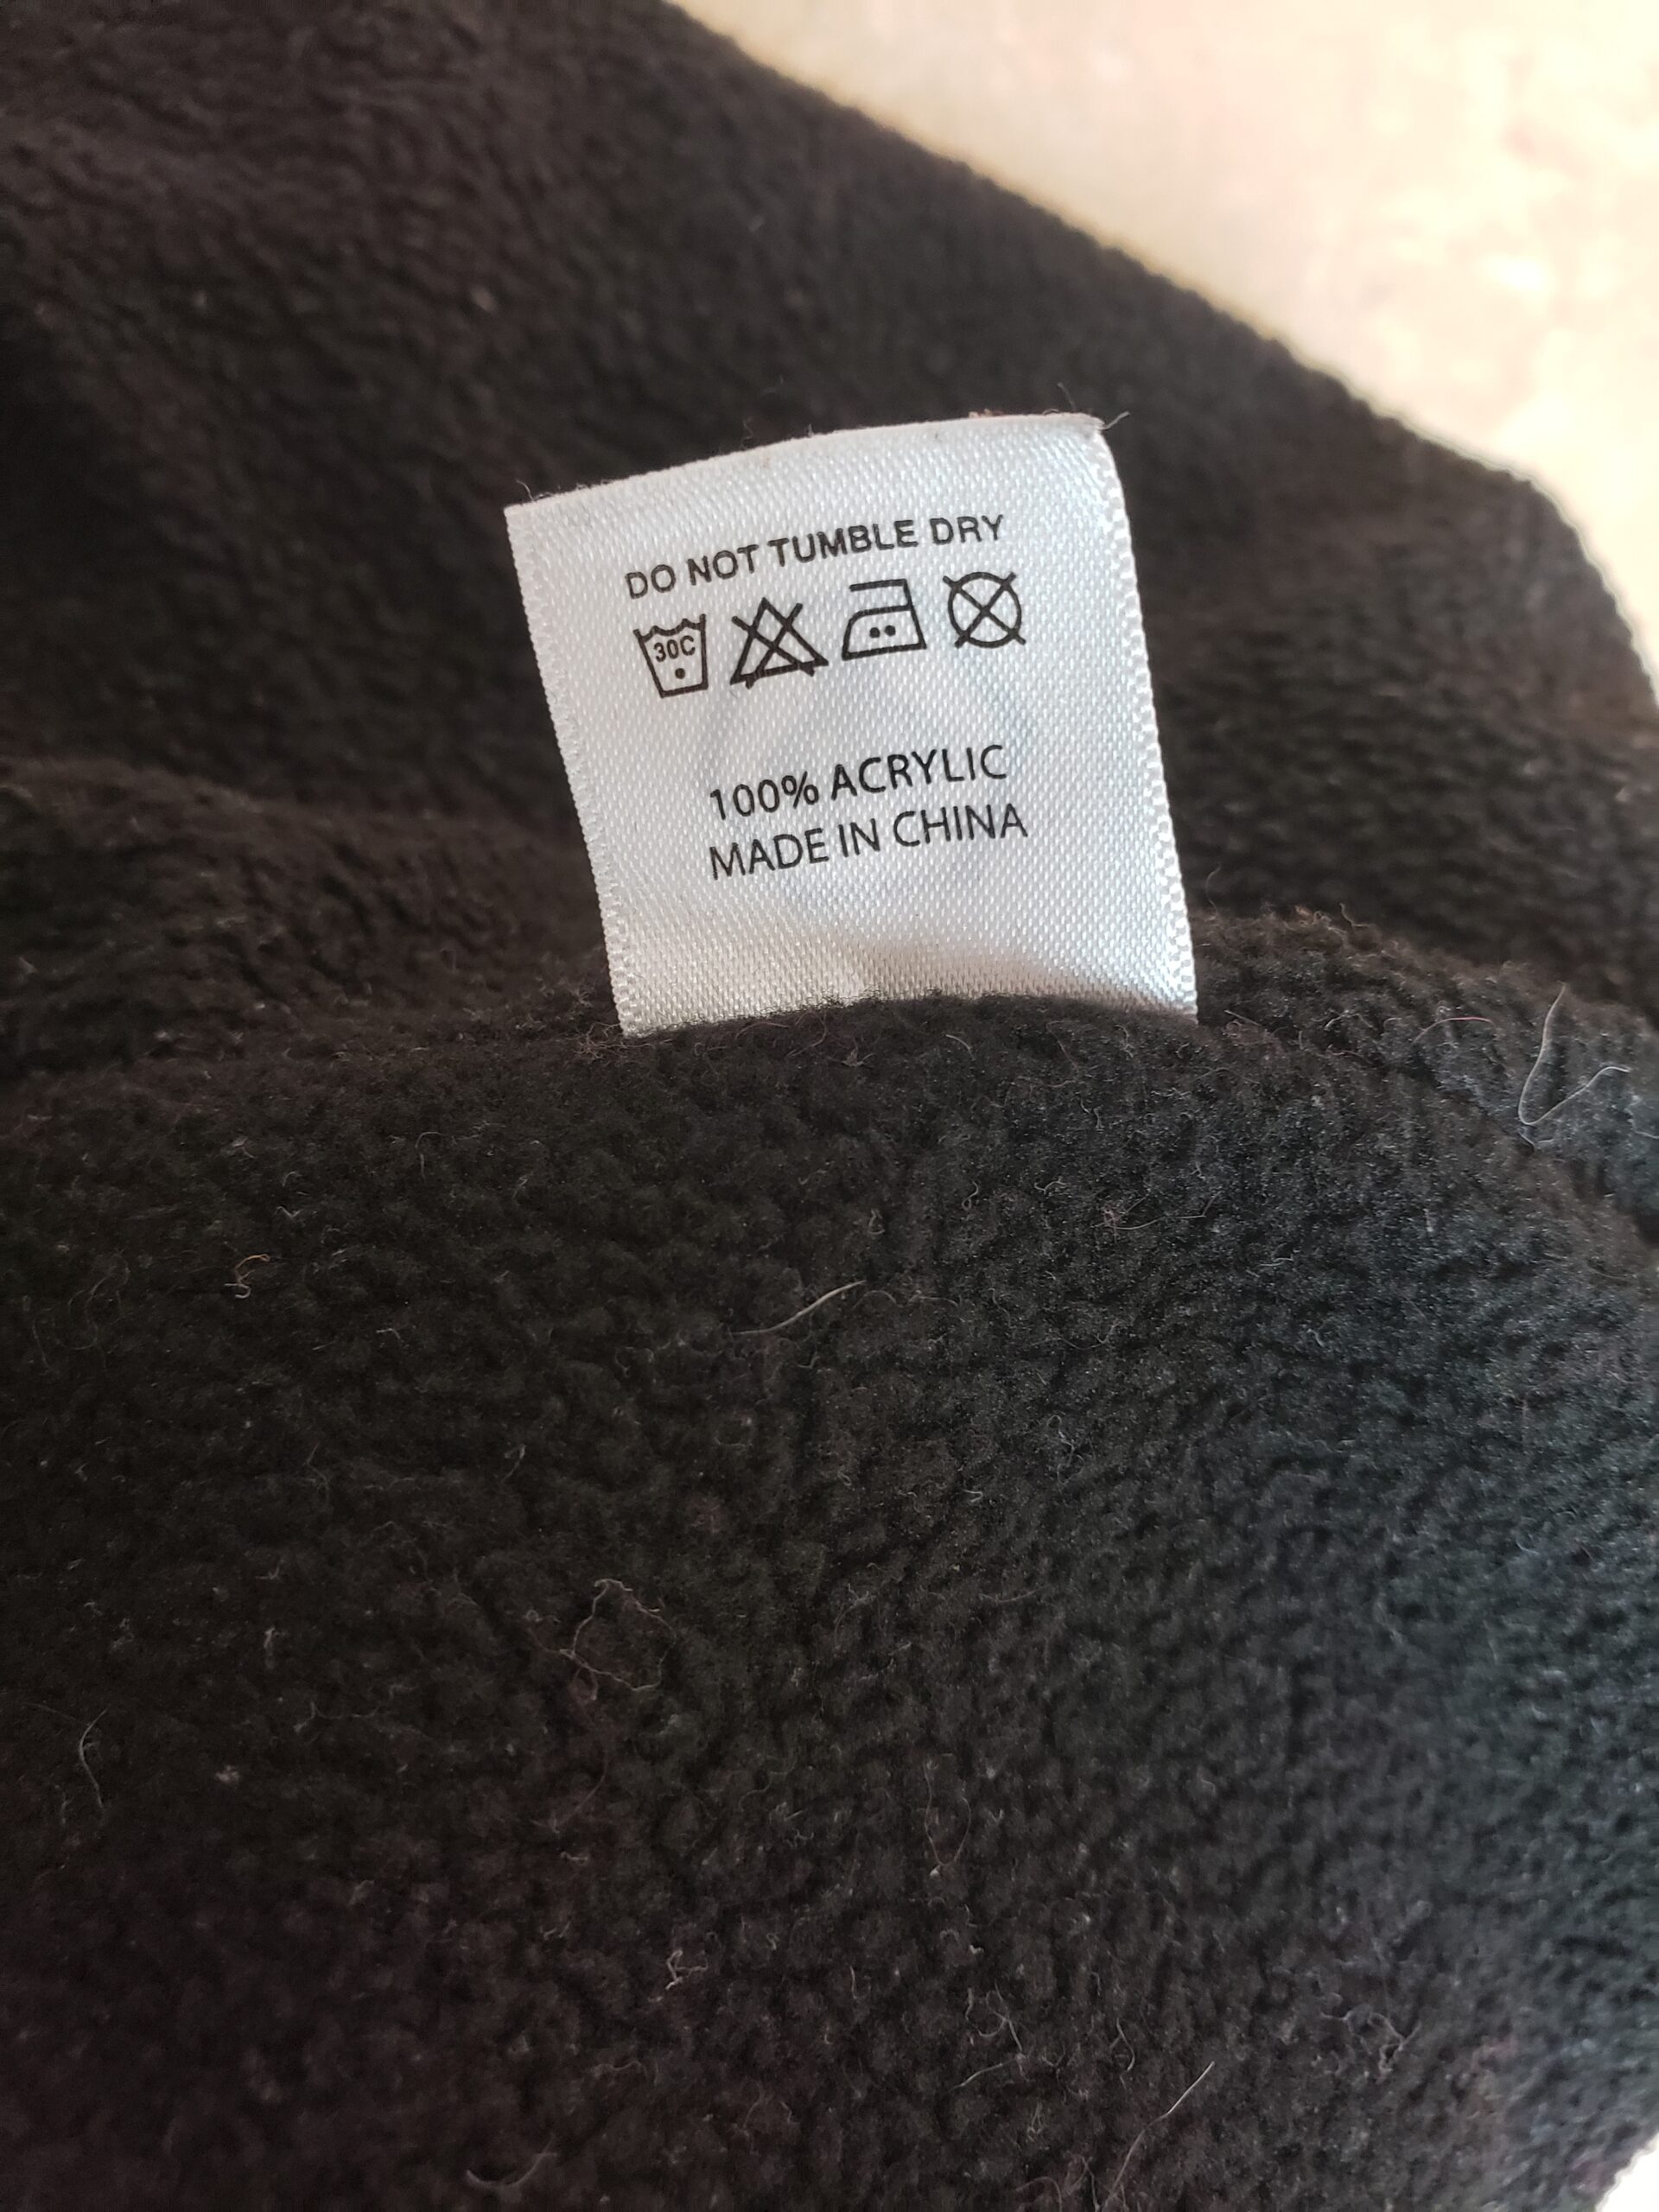 DO NOT TUMBLE DRY
30C
100% ACRYLIC
MADE IN CHINA